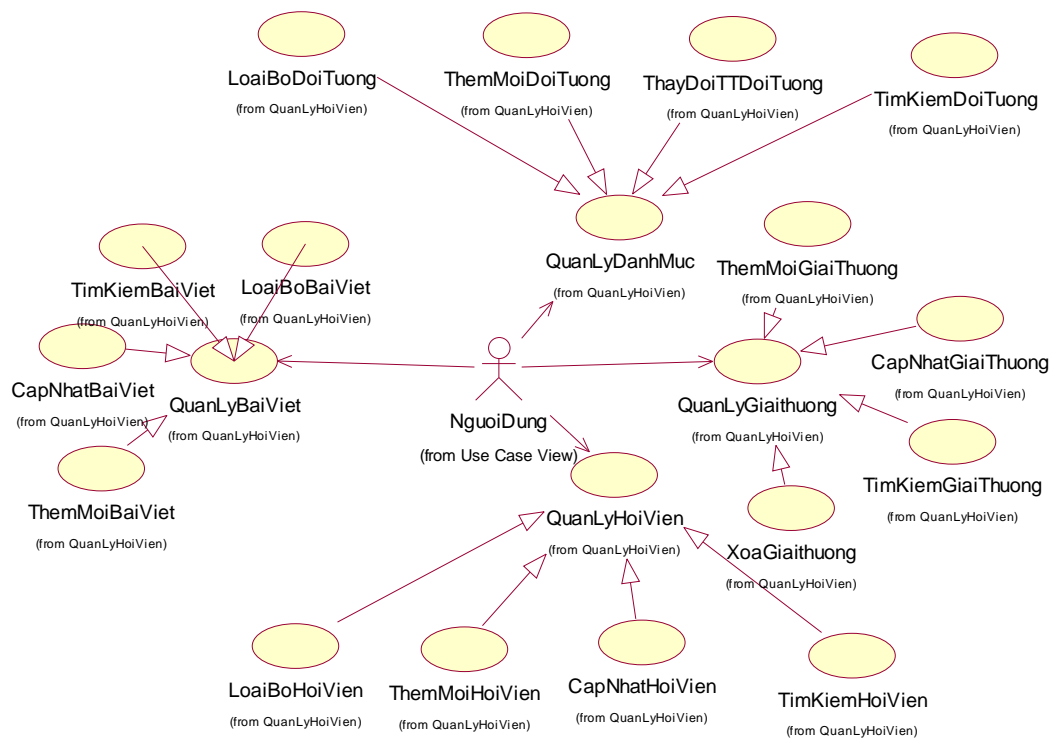 LoaiBoDoiTuong
(from QuanLyHoiVien)
ThemMoiDoiTuong
(from QuanLyHoiVien)
ThayDoiTTDoiTuong
(from QuanLyHoiVien)
TimKiemDoiTuong
(from QuanLyHoiVien)
QuanLyDanhMuc
(from QuanLyHoiVien)
ThemMoiGiaiThuong
(from QuanLyHoiVien)
TimKiemBaiViet
(from QuanLyHoiVien)
LoaiBoBaiViet
(from QuanLyHoiVien)
CapNhatBaiViet
(from QuanLyHoiVien)
QuanLyBaiViet
(from QuanLyHoiVien)
NguoiDung
(from Use Case View)
QuanLyGiaithuong
(from QuanLyHoiVien)
CapNhatGiaiThuong
(from QuanLyHoiVien)
ThemMoiBaiViet
(from QuanLyHoiVien)
TimKiemGiaiThuong
(from QuanLyHoiVien)
QuanLyHoiVien
(from QuanLyHoiVien)
XoaGiaithuong
(from QuanLyHoiVien)
LoaiBoHoiVien
(from QuanLyHoiVien)
ThemMoiHoiVien
(from QuanLyHoiVien)
CapNhatHoiVien
(from QuanLyHoiVien)
TimKiemHoiVien
(from QuanLyHoiVien)